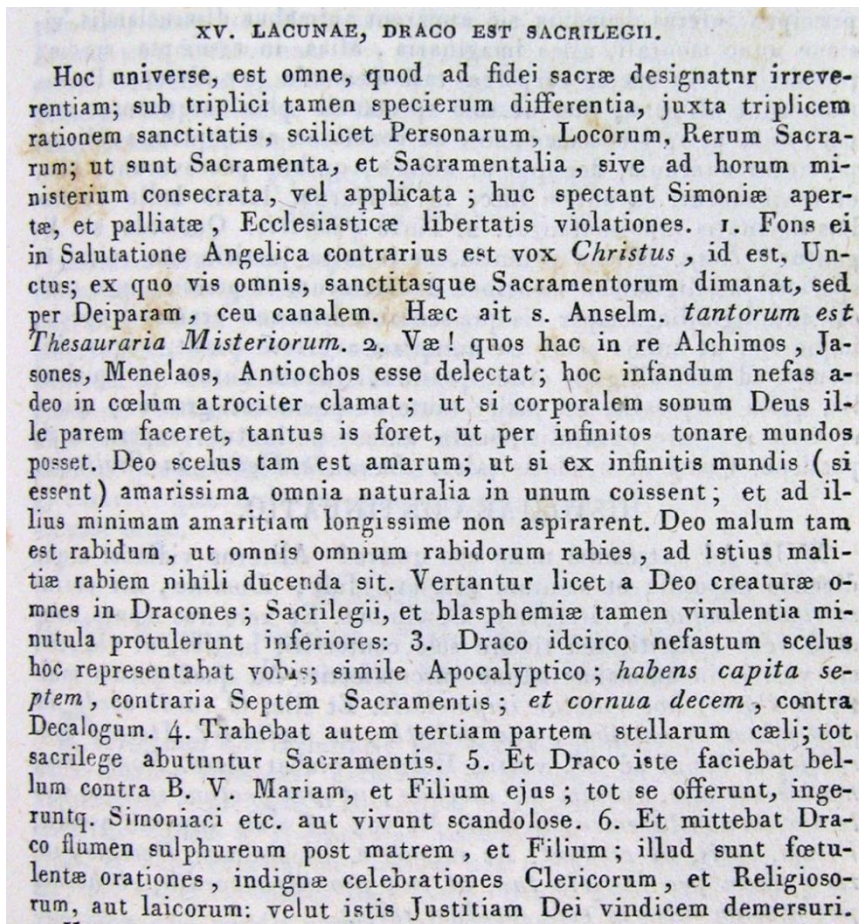 XV. LACUNAE, DRACO EST SACRILEGII.
Hoc universe, est omne, quod ad fidei sacræ designatnr irreve-
rentiam; sub triplici tamen specierum differentia, juxta triplicem
rationem sanctitatis, scilicet Personarum, Locorum, Rerum Sacra-
rum; ut sunt Sacramenta, et Sacramentalia, sive ad horum mi-
nisterium consecrata, vel applicata; huc spectant Simoniæ aper-
tæ, et palliatæ, Ecclesiasticæ libertatis violationes. 1. Fons ei
in Salutatione Angelica contrarius est vox Christus, id est, Un-
ctus; ex quo vis omnis, sanctitasque Sacramentorum dimanat, sed
per Deiparam, ceu canalem. Hæc ait s. Anselm. tantorum est
Thesauraria Misteriorum. 2. Væ! quos hac in re Alchimos, Ja-
sones, Menelaos, Antiochos esse delectat; hoc infandum nefas a-
deo in cœlum atrociter clamat; ut si corporalem sonum Deus il-
le parem faceret, tantus is foret, ut per infinitos tonare mundos
posset. Deo scelus tam est amarum; ut si ex infinitis mundis (si
essent) amarissima omnia naturalia in unum coissent; et ad il-
lius minimam amaritiam longissime non aspirarent. Deo malum tam
est rabidum, ut omnis omnium rabidorum rabies, ad istius mali-
tiæ rabiem nihili ducenda sit. Vertantur licet a Deo creaturæ o-
mnes in Dracones; Sacrilegii, et blasphemiæ tamen virulentia mi-
nutula protulerunt inferiores: 3. Draco idcirco nefastum scelus
hoc representabat robis; simile Apocalyptico; habens capita se-
ptem, contraria Septem Sacramentis; et cornua decem, contra
Decalogum. 4. Trahebat autem tertiam partem stellarum cæli; tot
sacrilege abutuntur Sacramentis. 5. Et Draco iste faciebat bel-
lum contra B. V. Mariam, et Filium ejus; tot se offerunt, inge-
runtq. Simoniaci etc. aut vivunt scandolose. 6. Et mittebat Dra-
co flumen sulphureum post matrem, et Filium; illud sunt fœtu-
lentæ orationes, indignæ celebrationes Clericorum, et Religioso-
rum, aut laicorum: velut istis Justitiam Dei vindicem demersuri.